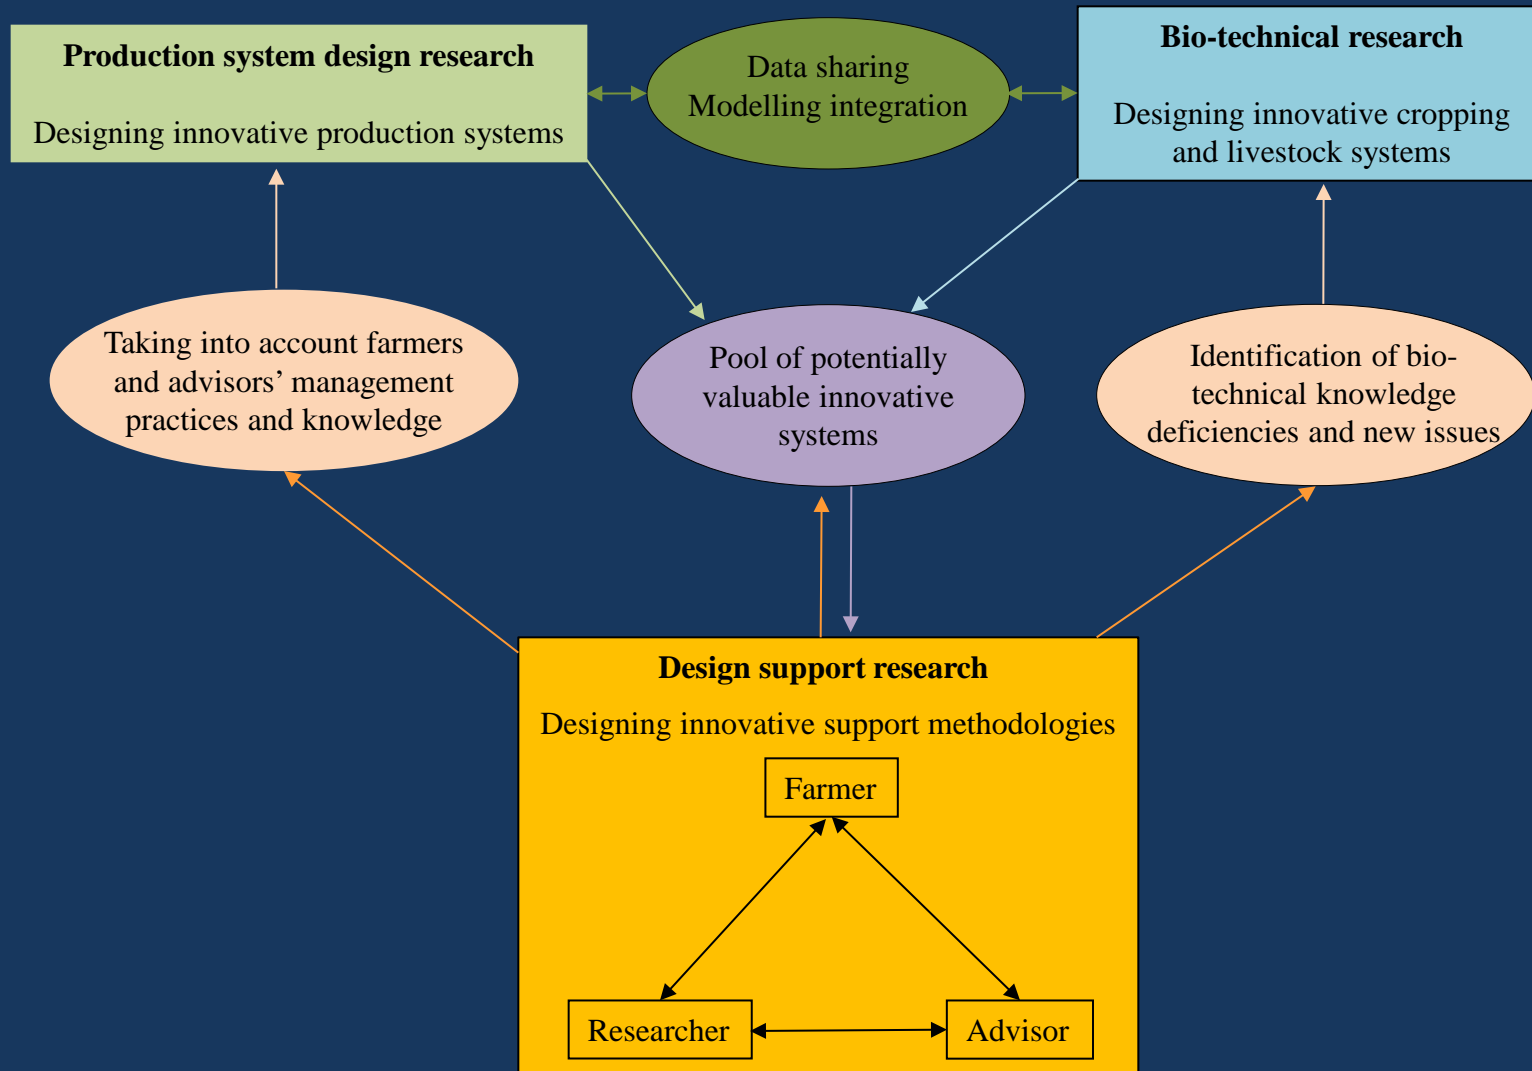 Production system design research
Designing innovative production systems
Data sharing
Modelling integration
Bio-technical research
Designing innovative cropping
and livestock systems
Taking into account farmers
and advisors’ management
practices and knowledge
Pool of potentially
valuable innovative
systems
Identification of bio-
technical knowledge
deficiencies and new issues
Design support research
Designing innovative support methodologies
Farmer
Researcher
Advisor